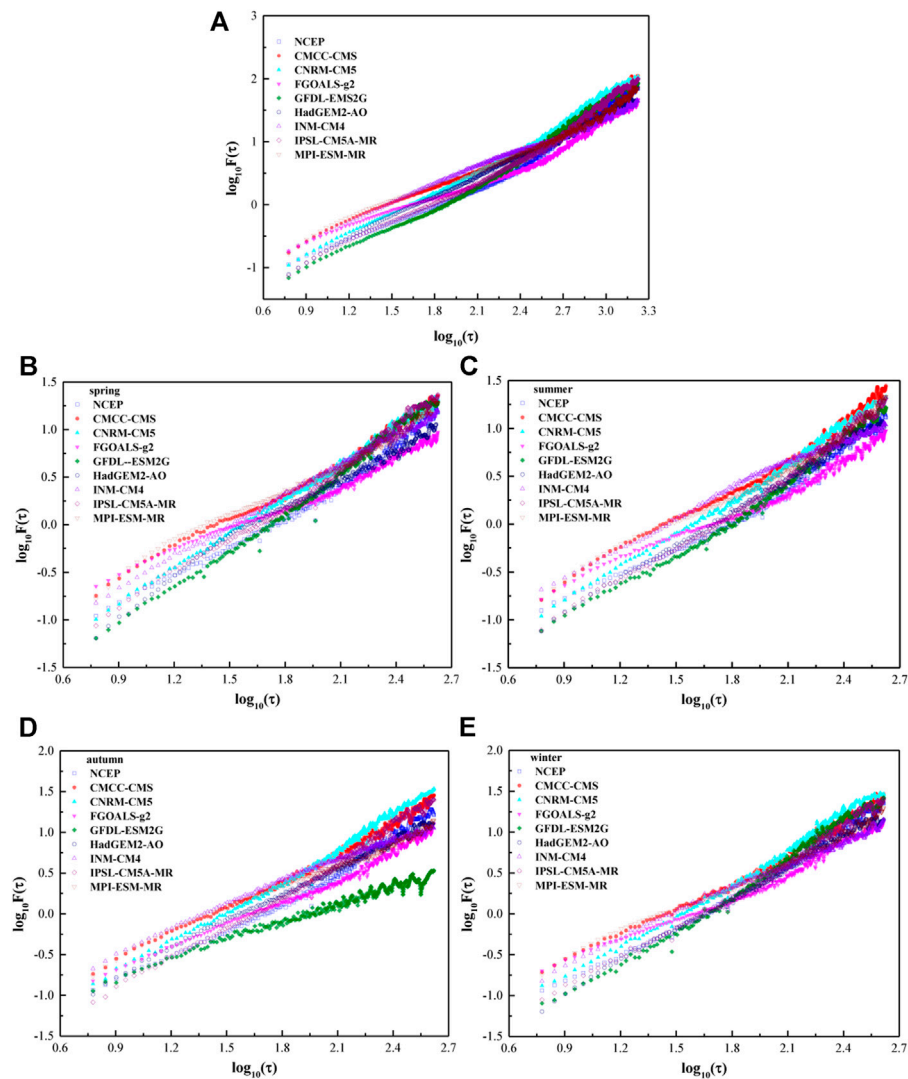 A
3
2
1
0
-1
log10F(τ)
NCEP
CMCC-CMS
CNRM-CM5
FGOALS-g2
GFDL-EMS2G
HadGEM2-AO
INM-CM4
IPSL-CM5A-MR
MPI-ESM-MR
0.6 0.9 1.2 1.5 1.8 2.1 2.4 2.7 3.0 3.3
log10(τ)
B
1.5
1.0
0.5
0.0
-0.5
-1.0
-1.5
log10F(τ)
spring
NCEP
CMCC-CMS
CNRM-CM5
FGOALS-g2
GFDL--ESM2G
HadGEM2-AO
INM-CM4
IPSL-CM5A-MR
MPI-ESM-MR
0.6 0.9 1.2 1.5 1.8 2.1 2.4 2.7
log10(τ)
C
1.5
1.0
0.5
0.0
-0.5
-1.0
-1.5
log10F(τ)
summer
NCEP
CMCC-CMS
CNRM-CM5
FGOALS-g2
GFDL-ESM2G
HadGEM2-AO
INM-CM4
IPSL-CM5A-MR
MPI-ESM-MR
0.6 0.9 1.2 1.5 1.8 2.1 2.4 2.7
log10(τ)
D
2.0
1.5
1.0
0.5
0.0
-0.5
-1.0
-1.5
log10F(τ)
autumn
NCEP
CMCC-CMS
CNRM-CM5
FGOALS-g2
GFDL-ESM2G
HadGEM2-AO
INM-CM4
IPSL-CM5A-MR
MPI-ESM-MR
0.6 0.9 1.2 1.5 1.8 2.1 2.4 2.7
log10(τ)
E
2.0
1.5
1.0
0.5
0.0
-0.5
-1.0
-1.5
log10F(τ)
winter
NCEP
CMCC-CMS
CNRM-CM5
FGOALS-g2
GFDL-ESM2G
HadGEM2-AO
INM-CM4
IPSL-CM5A-MR
MPI-ESM-MR
0.6 0.9 1.2 1.5 1.8 2.1 2.4 2.7
log10(τ)